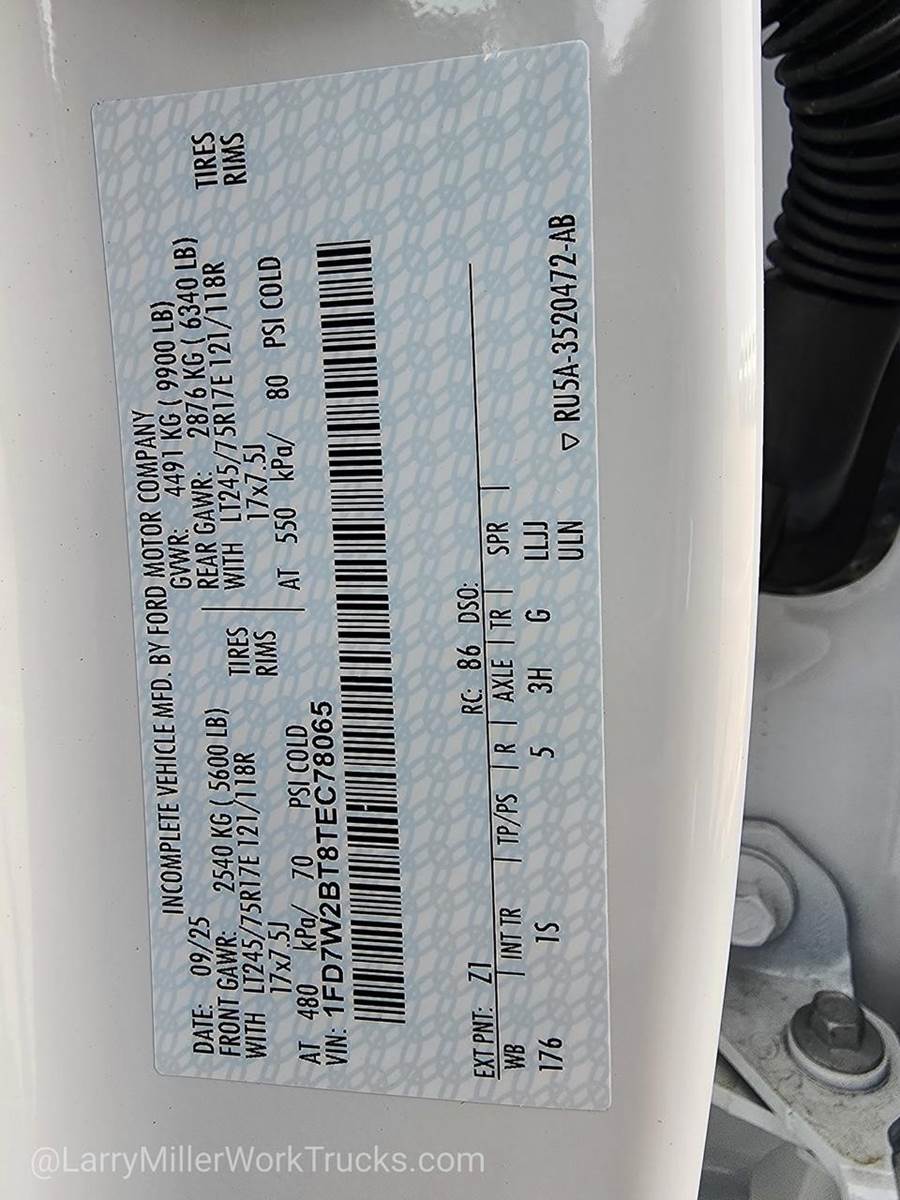 INCOMPLETE VEHICLE MFD. BY FORD MOTOR COMPANY
DATE: 09/25 GVWR: 4491 KG ( 9900 LB)
FRONT GAWR: 2540 KG ( 5600 LB) REAR GAWR: 2876 KG ( 6340 LB)
WITH LT245/75R17E 121/118R TIRES WITH LT245/75R17E 121/118R TIRES
17x7.5J RIMS 17x7.5J RIMS
AT 480 kPa/ 70 PSI COLD AT 550 kPa/ 80 PSI COLD
VIN: 1FD7W2BT8TEC78065
EXT PNT: Z1 RC: 86 DSO:
WB | INT TR | TP/PS | R | AXLE | TR | SPR |
176 1S 5 3H G LLJJ
ULN
▽ RU5A-3520472-AB
@LarryMillerWorkTrucks.com